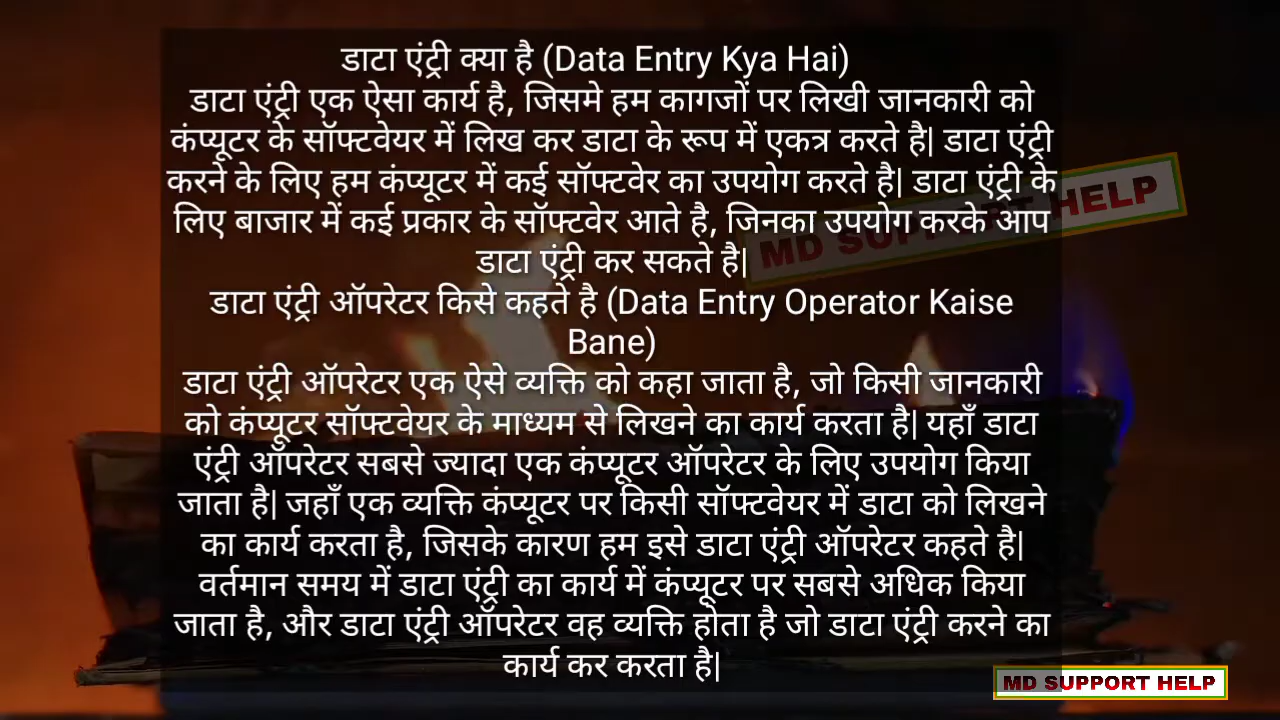 डाटा एंट्री क्या है (Data Entry Kya Hai)
डाटा एंट्री एक ऐसा कार्य है, जिसमे हम कागजों पर लिखी जानकारी को
कंप्यूटर के सॉफ्टवेयर में लिख कर डाटा के रूप में एकत्र करते है| डाटा एंट्री
करने के लिए हम कंप्यूटर में कई सॉफ्टवेर का उपयोग करते है| डाटा एंट्री के
लिए बाजार में कई प्रकार के सॉफ्टवेर आते है, जिनका उपयोग करके आप
डाटा एंट्री कर सकते है|
डाटा एंट्री ऑपरेटर किसे कहते है (Data Entry Operator Kaise
Bane)
डाटा एंट्री ऑपरेटर एक ऐसे व्यक्ति को कहा जाता है, जो किसी जानकारी
को कंप्यूटर सॉफ्टवेयर के माध्यम से लिखने का कार्य करता है| यहाँ डाटा
एंट्री ऑपरेटर सबसे ज्यादा एक कंप्यूटर ऑपरेटर के लिए उपयोग किया
जाता है| जहाँ एक व्यक्ति कंप्यूटर पर किसी सॉफ्टवेयर में डाटा को लिखने
का कार्य करता है, जिसके कारण हम इसे डाटा एंट्री ऑपरेटर कहते है|
वर्तमान समय में डाटा एंट्री का कार्य में कंप्यूटर पर सबसे अधिक किया
जाता है, और डाटा एंट्री ऑपरेटर वह व्यक्ति होता है जो डाटा एंट्री करने का
कार्य कर करता है|
MD SUPPORT HELP
MD SUPPORT HELP